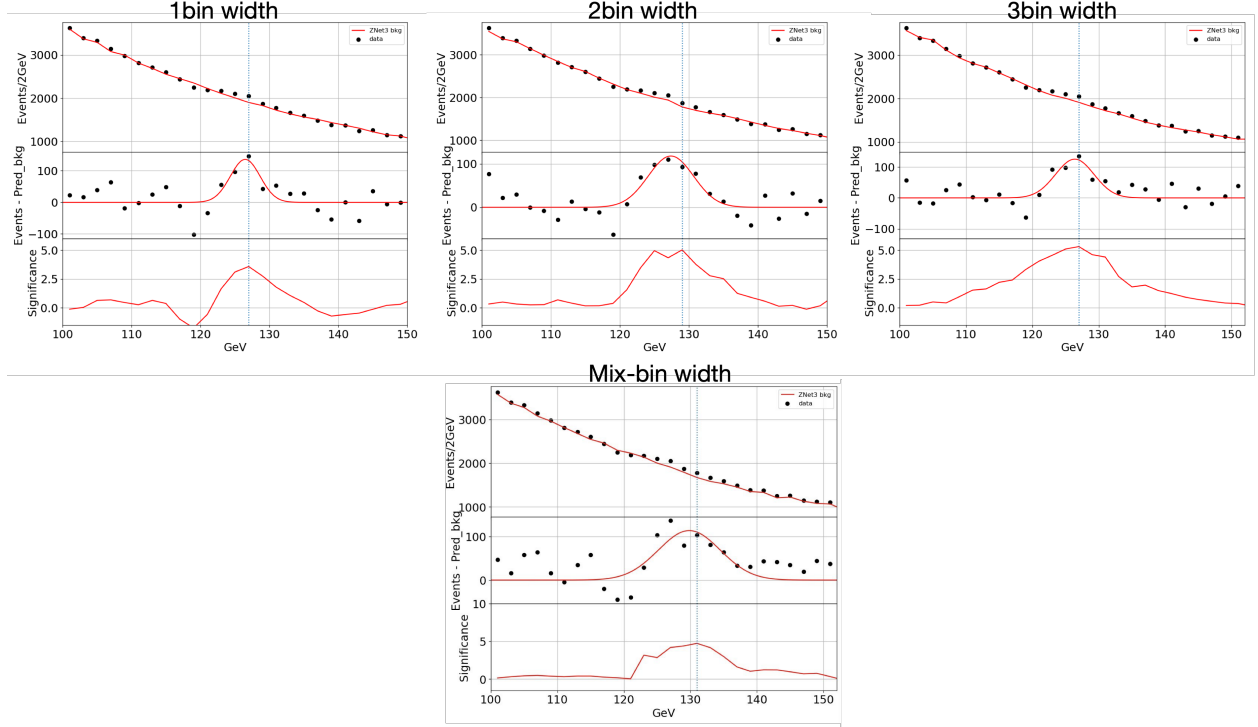 1bin width
2bin width
3bin width
ZNet3 bkg
data
3000
2000
1000
Events/2GeV
100
0
−100
Events - Pred_bkg
5.0
2.5
0.0
Significance
100 110 120 130 140 150
GeV
ZNet3 bkg
data
3000
2000
1000
Events/2GeV
100
0
Events - Pred_bkg
5.0
2.5
0.0
Significance
100 110 120 130 140 150
GeV
ZNet3 bkg
data
3000
2000
1000
Events/2GeV
100
0
−100
Events - Pred_bkg
5.0
2.5
0.0
Significance
100 110 120 130 140 150
GeV
Mix-bin width
ZNet3 bkg
data
3000
2000
1000
Events/2GeV
100
0
Events - Pred_bkg
10
5
0
Significance
100 110 120 130 140 150
GeV